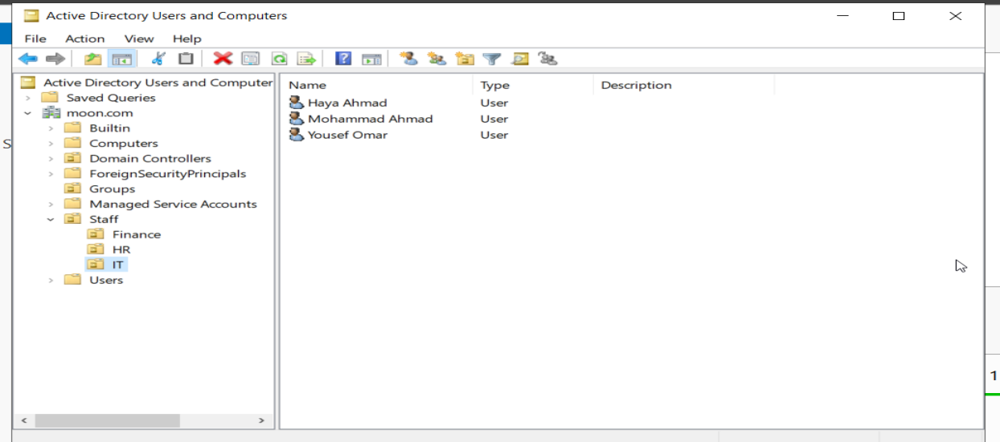 Active Directory Users and Computers
File Action View Help
Active Directory Users and Computer
Saved Queries
moon.com
Builtin
Computers
Domain Controllers
ForeignSecurityPrincipals
Groups
Managed Service Accounts
Staff
Finance
HR
IT
Users
Name Type Description
Haya Ahmad User
Mohammad Ahmad User
Yousef Omar User
S
1